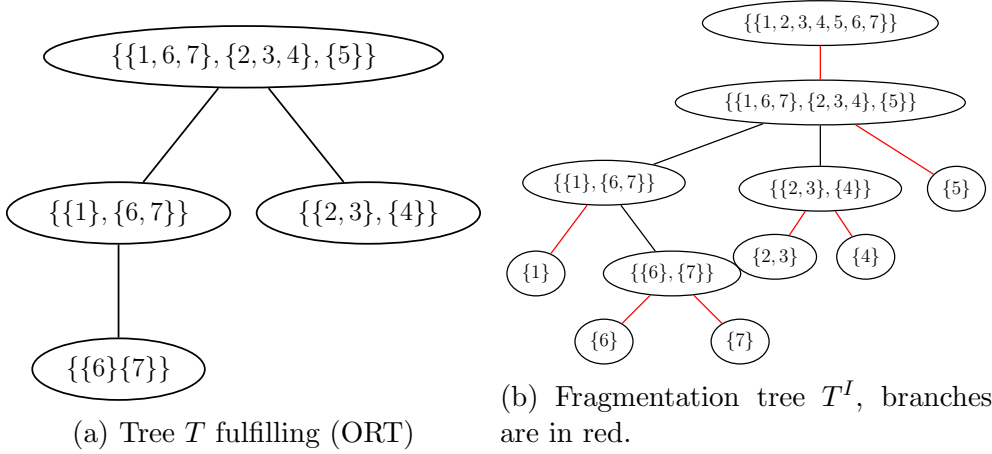 {{1, 6, 7}, {2, 3, 4}, {5}}
{{1}, {6, 7}}
{{2, 3}, {4}}
{{6}{7}}
(a) Tree T fulfilling (ORT)
{{1, 2, 3, 4, 5, 6, 7}}
{{1, 6, 7}, {2, 3, 4}, {5}}
{{1}, {6, 7}}
{{2, 3}, {4}}
{5}
{1}
{{6}, {7}}
{2, 3}
{4}
{6}
{7}
(b) Fragmentation tree T^I, branches
are in red.